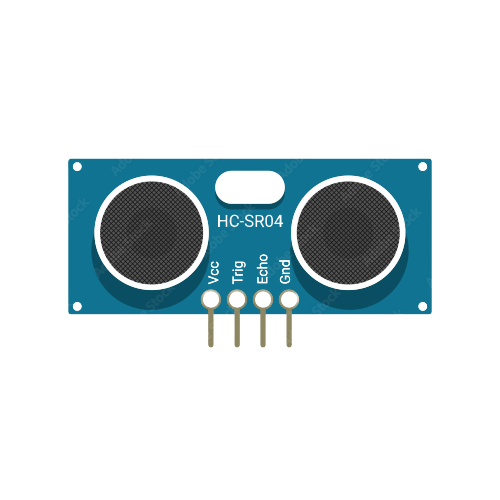 HC-SR04
Vcc
Trig
Echo
Gnd